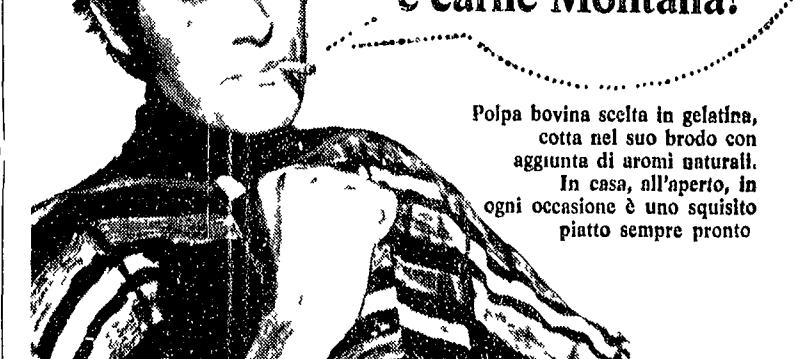 è carne Montana!
Polpa bovina scelta in gelatina,
cotta nel suo brodo con
aggiunta di aromi naturali.
In casa, all'aperto, in
ogni occasione è uno squisito
piatto sempre pronto